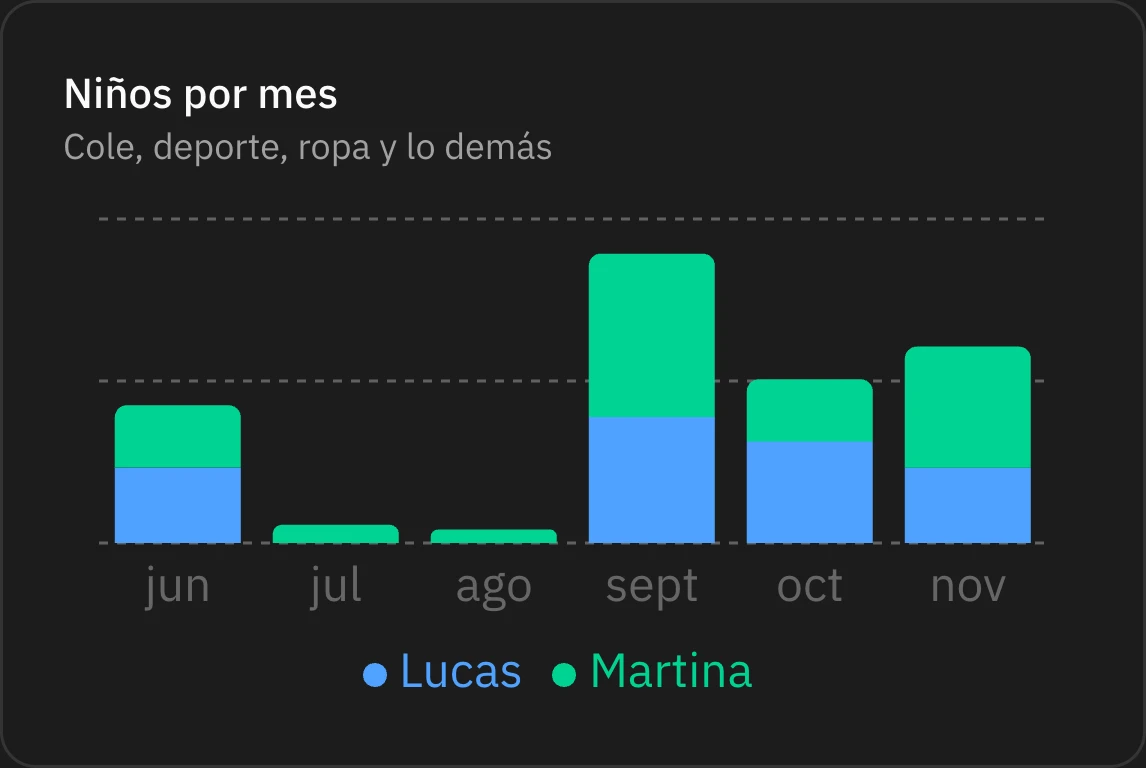 Niños por mes
Cole, deporte, ropa y lo demás
jun jul ago sept oct nov
Lucas Martina